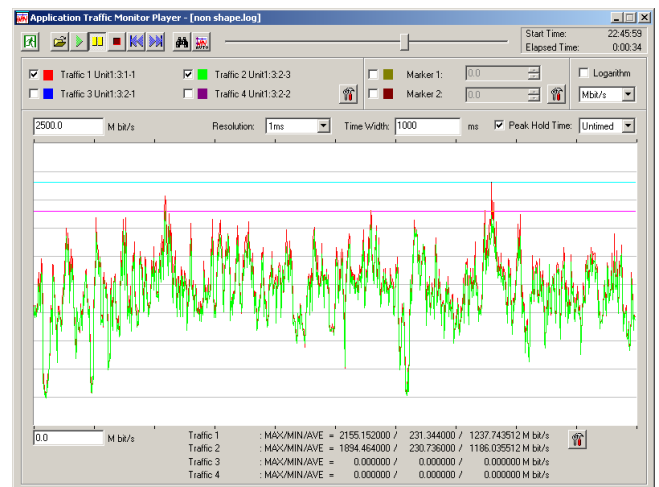 Application Traffic Monitor Player - [non shape.log]
AUTO
Start Time: 22:45:59
Elapsed Time: 0:00:34
Traffic 1 Unit1:3:1-1 Traffic 2 Unit1:3:2-3 Marker 1: 0.0 Logarithm
Traffic 3 Unit1:3:2-1 Traffic 4 Unit1:3:2-2 Marker 2: 0.0 Mbit/s
2500.0 M bit/s Resolution: 1ms Time Width: 1000 ms Peak Hold Time: Untimed
0.0 M bit/s Traffic 1 : MAX/MIN/AVE = 2155.152000 / 231.344000 / 1237.743512 M bit/s
Traffic 2 : MAX/MIN/AVE = 1894.464000 / 230.736000 / 1186.035512 M bit/s
Traffic 3 : MAX/MIN/AVE = 0.000000 / 0.000000 / 0.000000 M bit/s
Traffic 4 : MAX/MIN/AVE = 0.000000 / 0.000000 / 0.000000 M bit/s